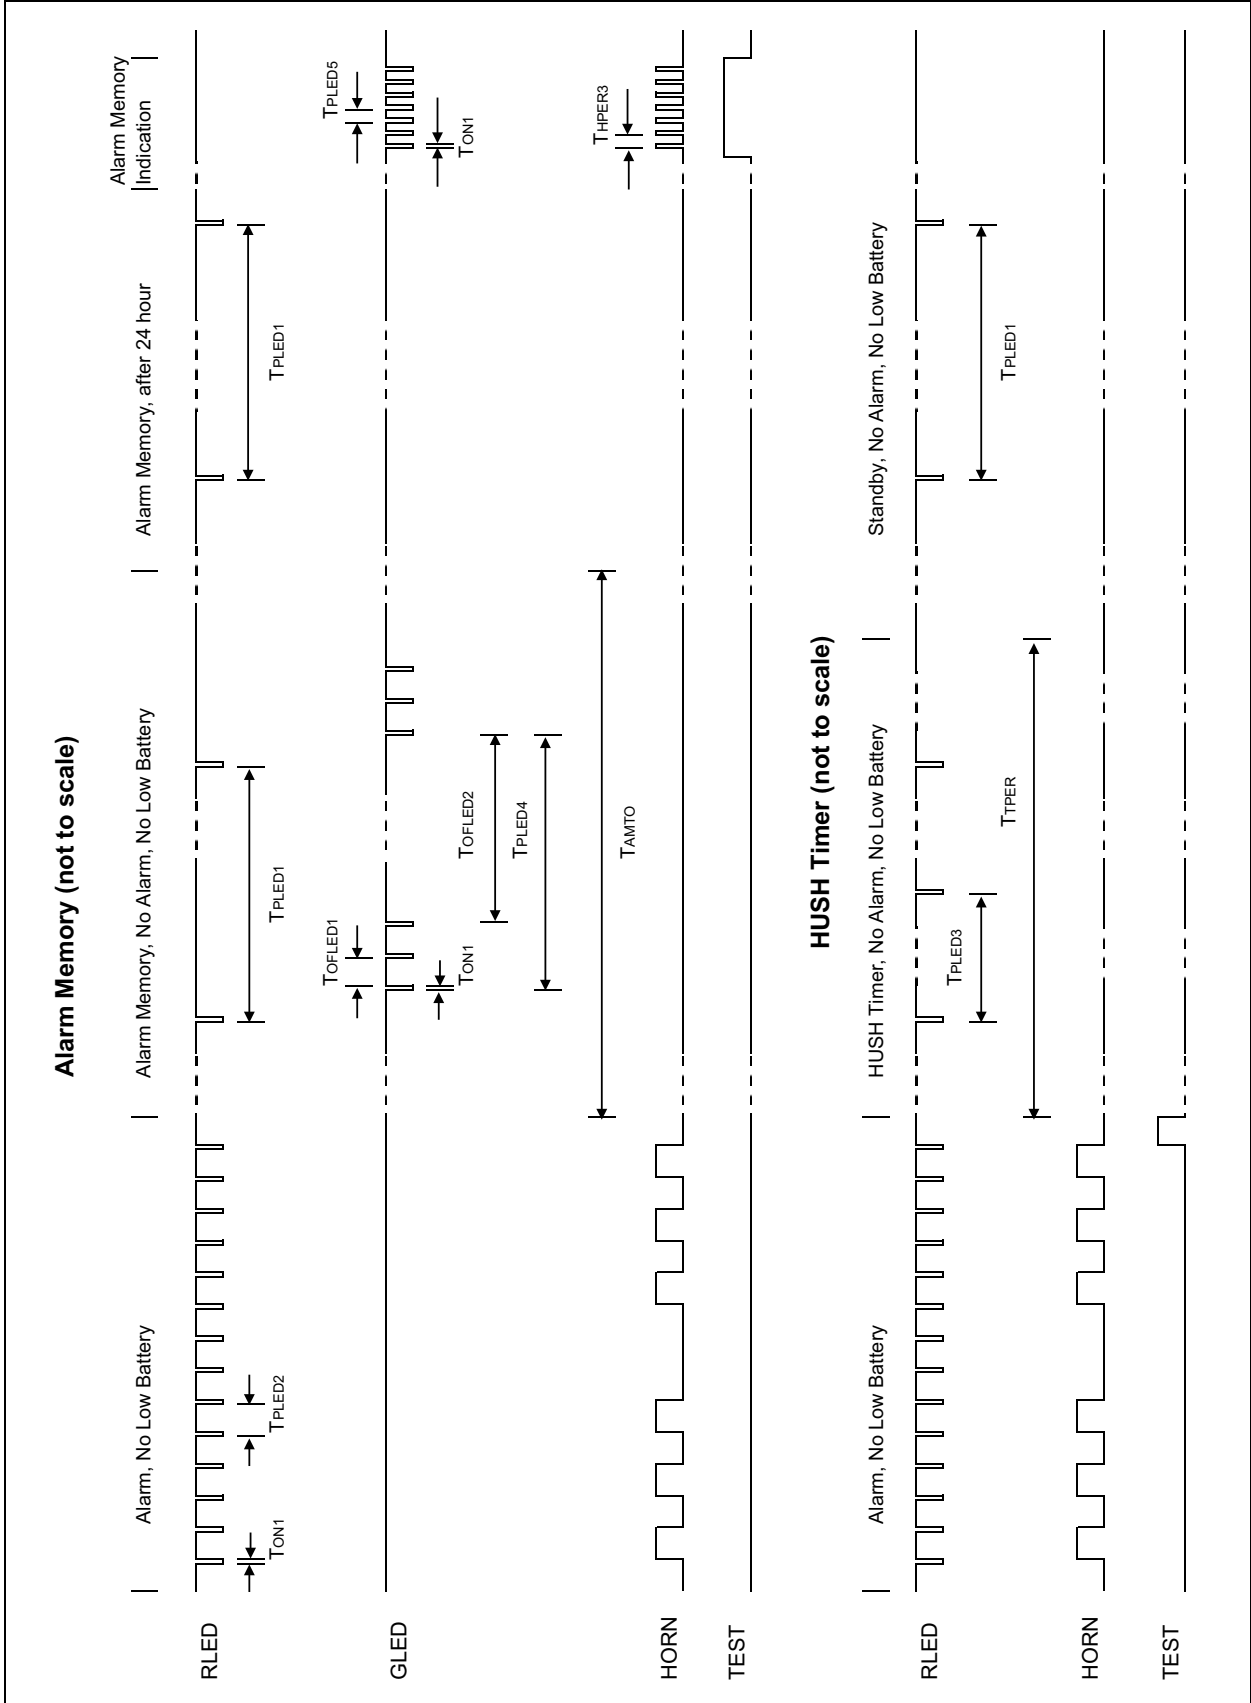 Alarm Memory (not to scale)
Alarm, No Low Battery
Alarm Memory, No Alarm, No Low Battery
Alarm Memory, after 24 hour
Alarm Memory
Indication
RLED
TON1
TPLED2
TPLED1
TPLED1
GLED
TOFLED1
TON1
TOFLED2
TPLED4
TPLED5
TON1
TAMTO
HORN
THPER3
TEST
HUSH Timer (not to scale)
Alarm, No Low Battery
HUSH Timer, No Alarm, No Low Battery
Standby, No Alarm, No Low Battery
RLED
TPLED3
TTPER
TPLED1
HORN
TEST